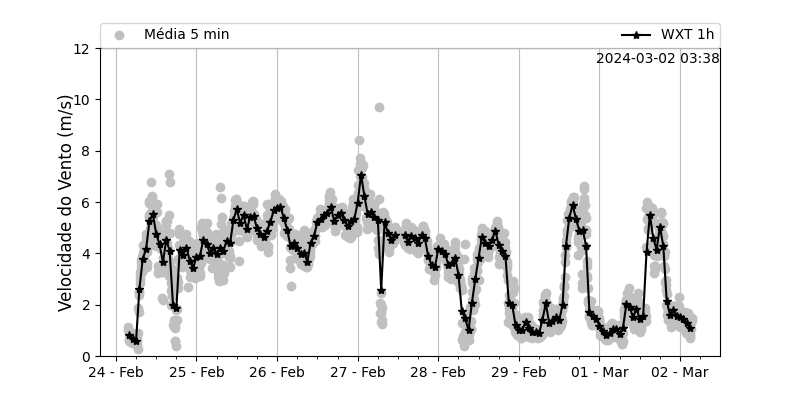 Média 5 min
WXT 1h
2024-03-02 03:38
Velocidade do Vento (m/s)
12
10
8
6
4
2
0
24 - Feb
25 - Feb
26 - Feb
27 - Feb
28 - Feb
29 - Feb
01 - Mar
02 - Mar